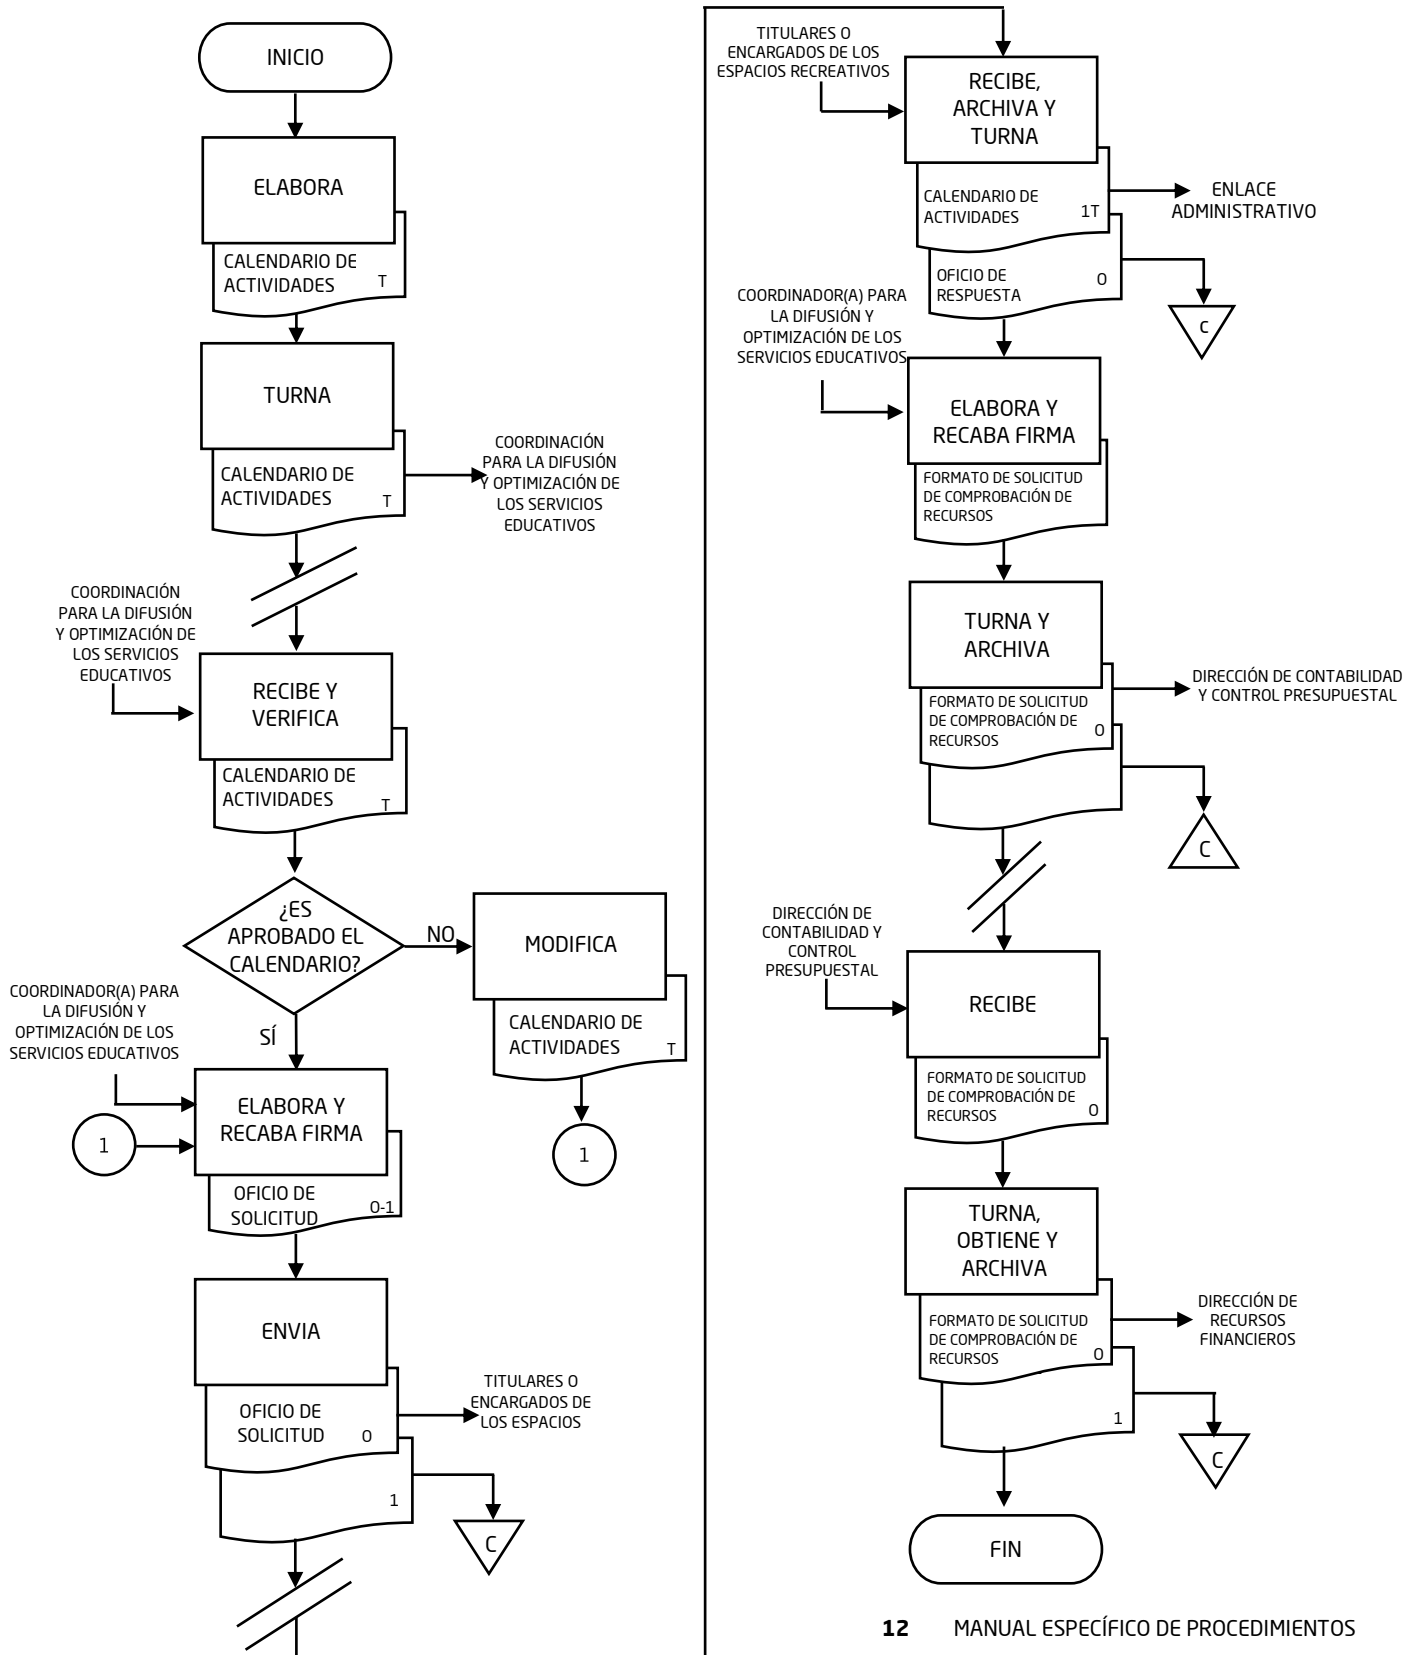 INICIO
ELABORA
CALENDARIO DE
ACTIVIDADES
T
TURNA
CALENDARIO DE
ACTIVIDADES
T
COORDINACIÓN
PARA LA DIFUSIÓN
Y OPTIMIZACIÓN DE
LOS SERVICIOS
EDUCATIVOS
COORDINACIÓN
PARA LA DIFUSIÓN
Y OPTIMIZACIÓN DE
LOS SERVICIOS
EDUCATIVOS
RECIBE Y
VERIFICA
CALENDARIO DE
ACTIVIDADES
T
¿ES
APROBADO EL
CALENDARIO?
NO
MODIFICA
CALENDARIO DE
ACTIVIDADES
T
1
SÍ
COORDINADOR(A) PARA
LA DIFUSIÓN Y
OPTIMIZACIÓN DE LOS
SERVICIOS EDUCATIVOS
1
ELABORA Y
RECABA FIRMA
OFICIO DE
SOLICITUD
0-1
ENVIA
OFICIO DE
SOLICITUD
0
TITULARES O
ENCARGADOS DE
LOS ESPACIOS
1
C
TITULARES O
ENCARGADOS DE LOS
ESPACIOS RECREATIVOS
RECIBE,
ARCHIVA Y
TURNA
CALENDARIO DE
ACTIVIDADES
1T
ENLACE
ADMINISTRATIVO
OFICIO DE
RESPUESTA
0
C
COORDINADOR(A) PARA
LA DIFUSIÓN Y
OPTIMIZACIÓN DE LOS
SERVICIOS EDUCATIVOS
ELABORA Y
RECABA FIRMA
FORMATO DE SOLICITUD
DE COMPROBACIÓN DE
RECURSOS
TURNA Y
ARCHIVA
FORMATO DE SOLICITUD
DE COMPROBACIÓN DE
RECURSOS
0
DIRECCIÓN DE CONTABILIDAD
Y CONTROL PRESUPUESTAL
C
DIRECCIÓN DE
CONTABILIDAD Y
CONTROL
PRESUPUESTAL
RECIBE
FORMATO DE SOLICITUD
DE COMPROBACIÓN DE
RECURSOS
0
TURNA,
OBTIENE Y
ARCHIVA
FORMATO DE SOLICITUD
DE COMPROBACIÓN DE
RECURSOS
0
DIRECCIÓN DE
RECURSOS
FINANCIEROS
1
C
FIN
12 MANUAL ESPECÍFICO DE PROCEDIMIENTOS